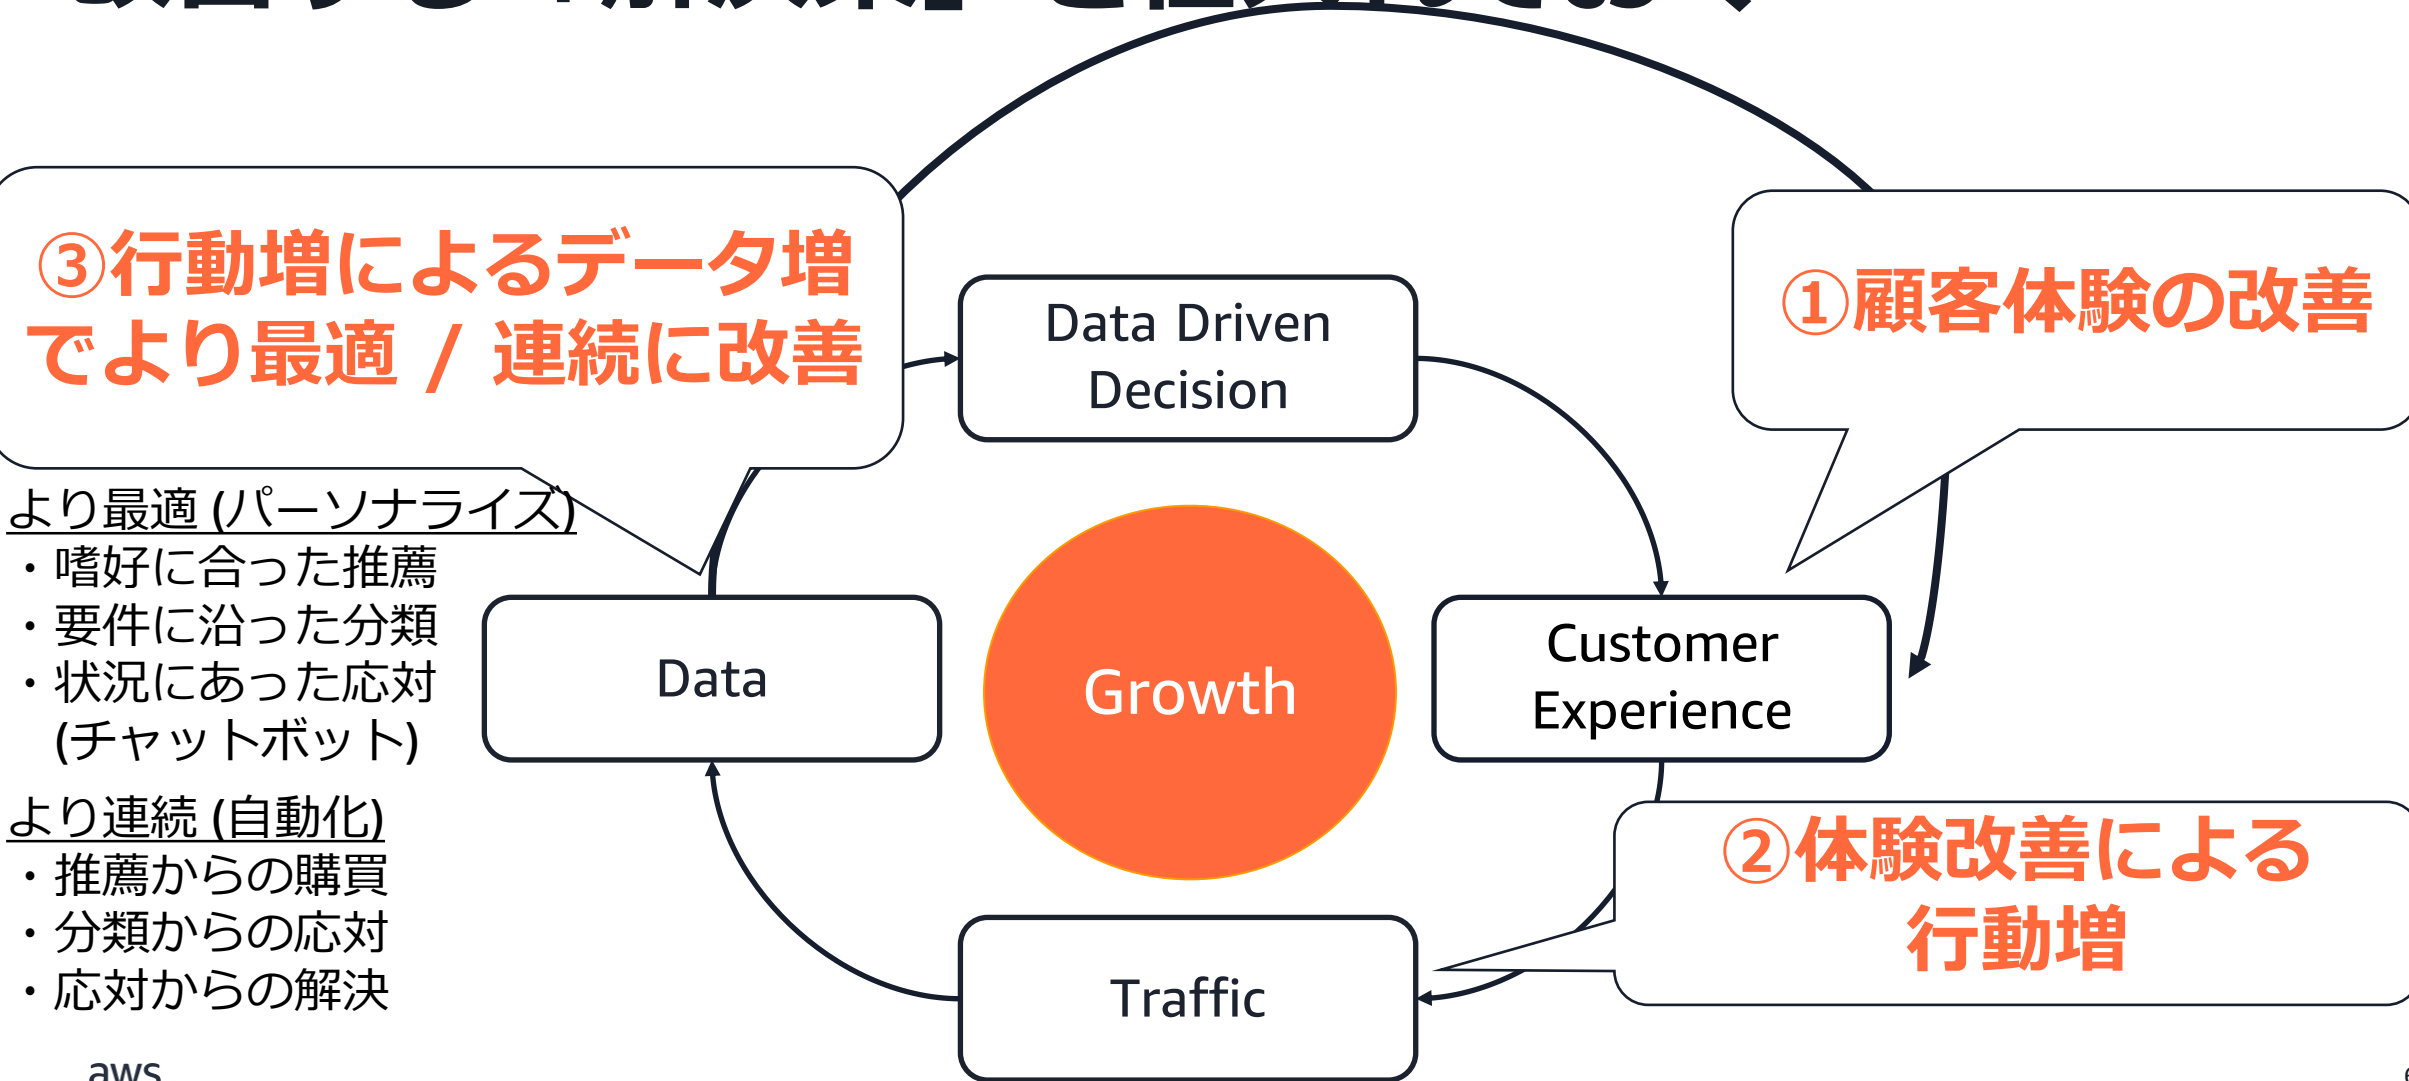 ③行動増によるデータ増
でより最適 / 連続に改善
①顧客体験の改善
Data Driven
Decision
より最適 (パーソナライズ)
・嗜好に合った推薦
・要件に沿った分類
・状況にあった応対
(チャットボット)
Data
Growth
Customer
Experience
より連続 (自動化)
・推薦からの購買
・分類からの応対
・応対からの解決
②体験改善による
行動増
Traffic
aws